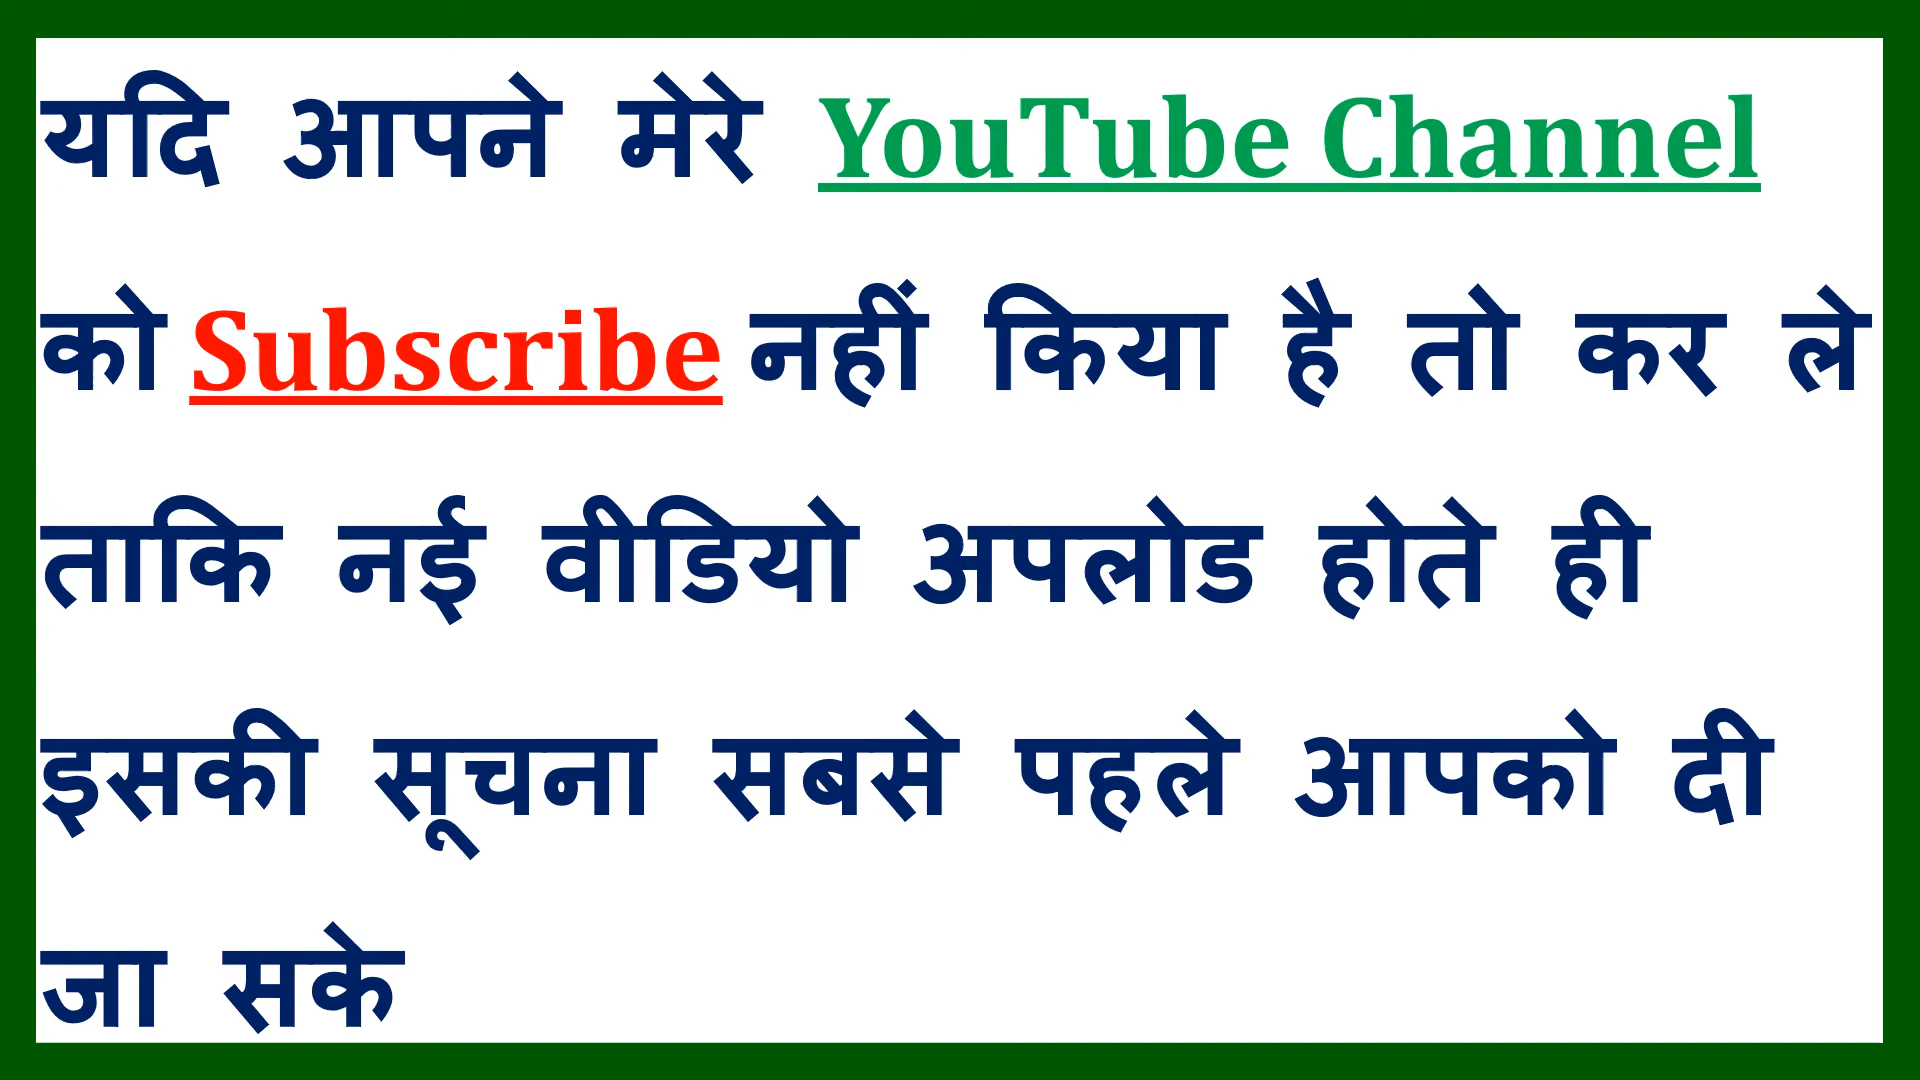 यदि आपने मेरे YouTube Channel
को Subscribe नहीं किया है तो कर ले
ताकि नई वीडियो अपलोड होते ही
इसकी सूचना सबसे पहले आपको दी
जा सके